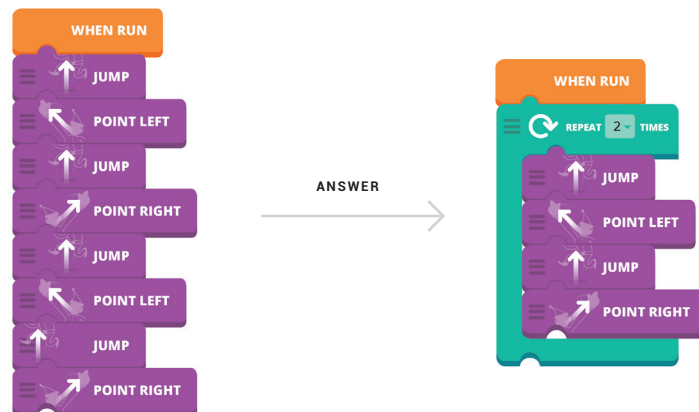 WHEN RUN
JUMP
POINT LEFT
JUMP
POINT RIGHT
JUMP
POINT LEFT
JUMP
POINT RIGHT
ANSWER
WHEN RUN
REPEAT 2 TIMES
JUMP
POINT LEFT
JUMP
POINT RIGHT